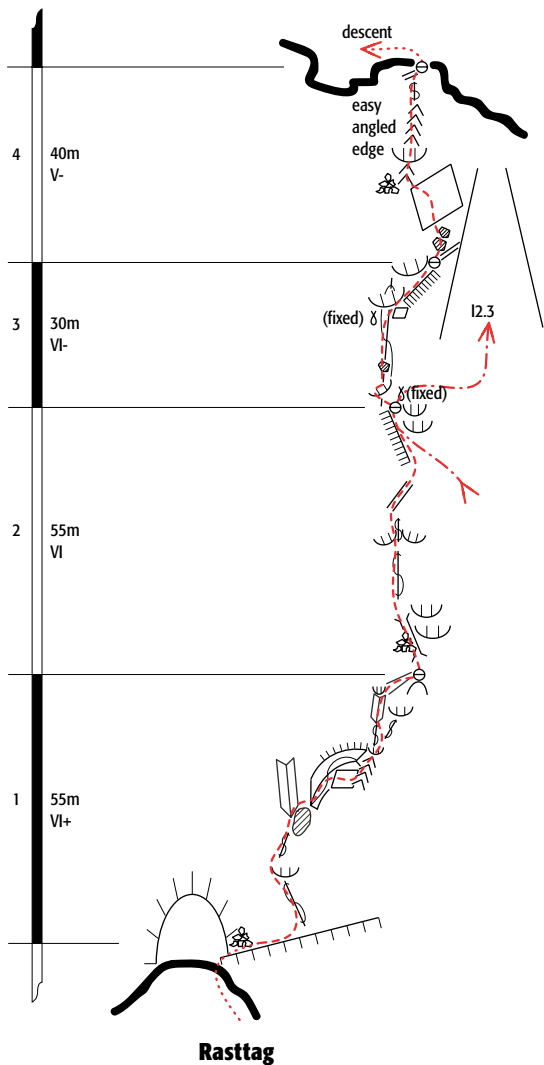 descent
easy
angled
edge
4
40m
V-
3
30m
VI-
(fixed)
I2.3
(fixed)
2
55m
VI
1
55m
VI+
Rasttag